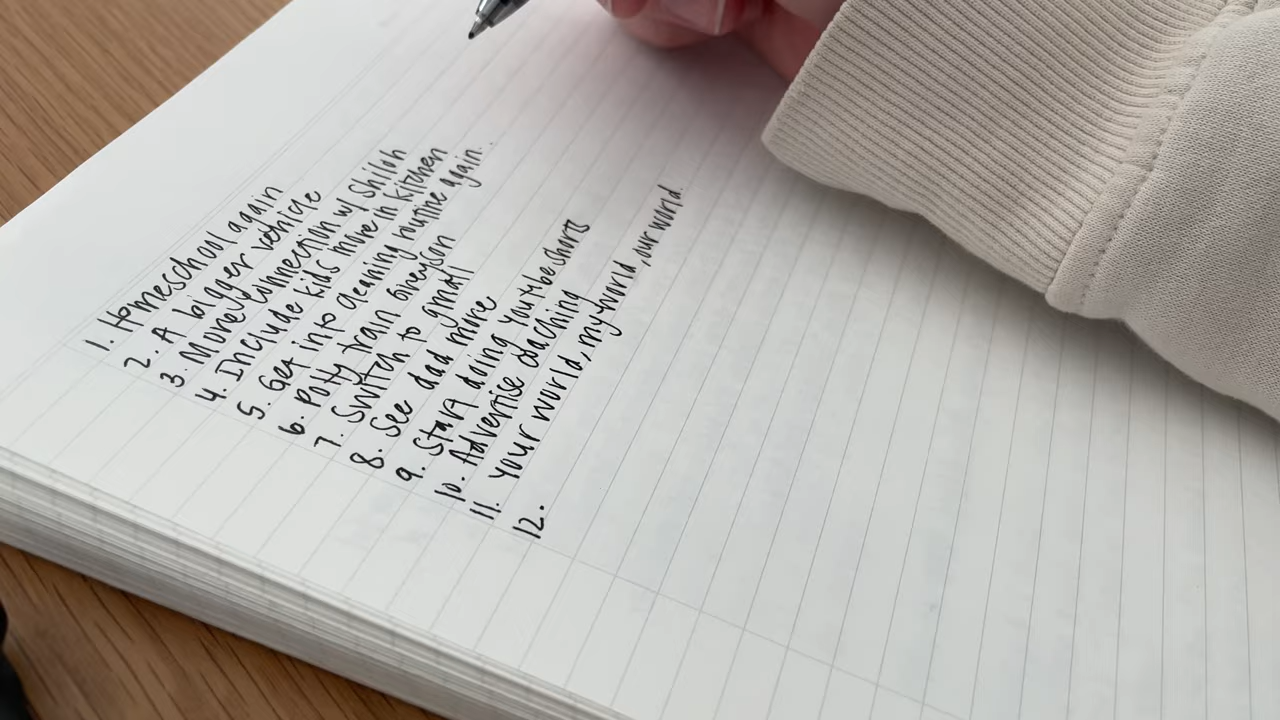 1. Homeschool again
2. A bigger vehicle
3. More connection w/ Shiloh
4. Include kids more in kitchen
5. Get into cleaning routine again..
6. Potty train Greyson
7. Switch to gmail
8. See dad more
9. Start doing youtube shorts
10. Advertise coaching
11. your world, my world, our world.
12.